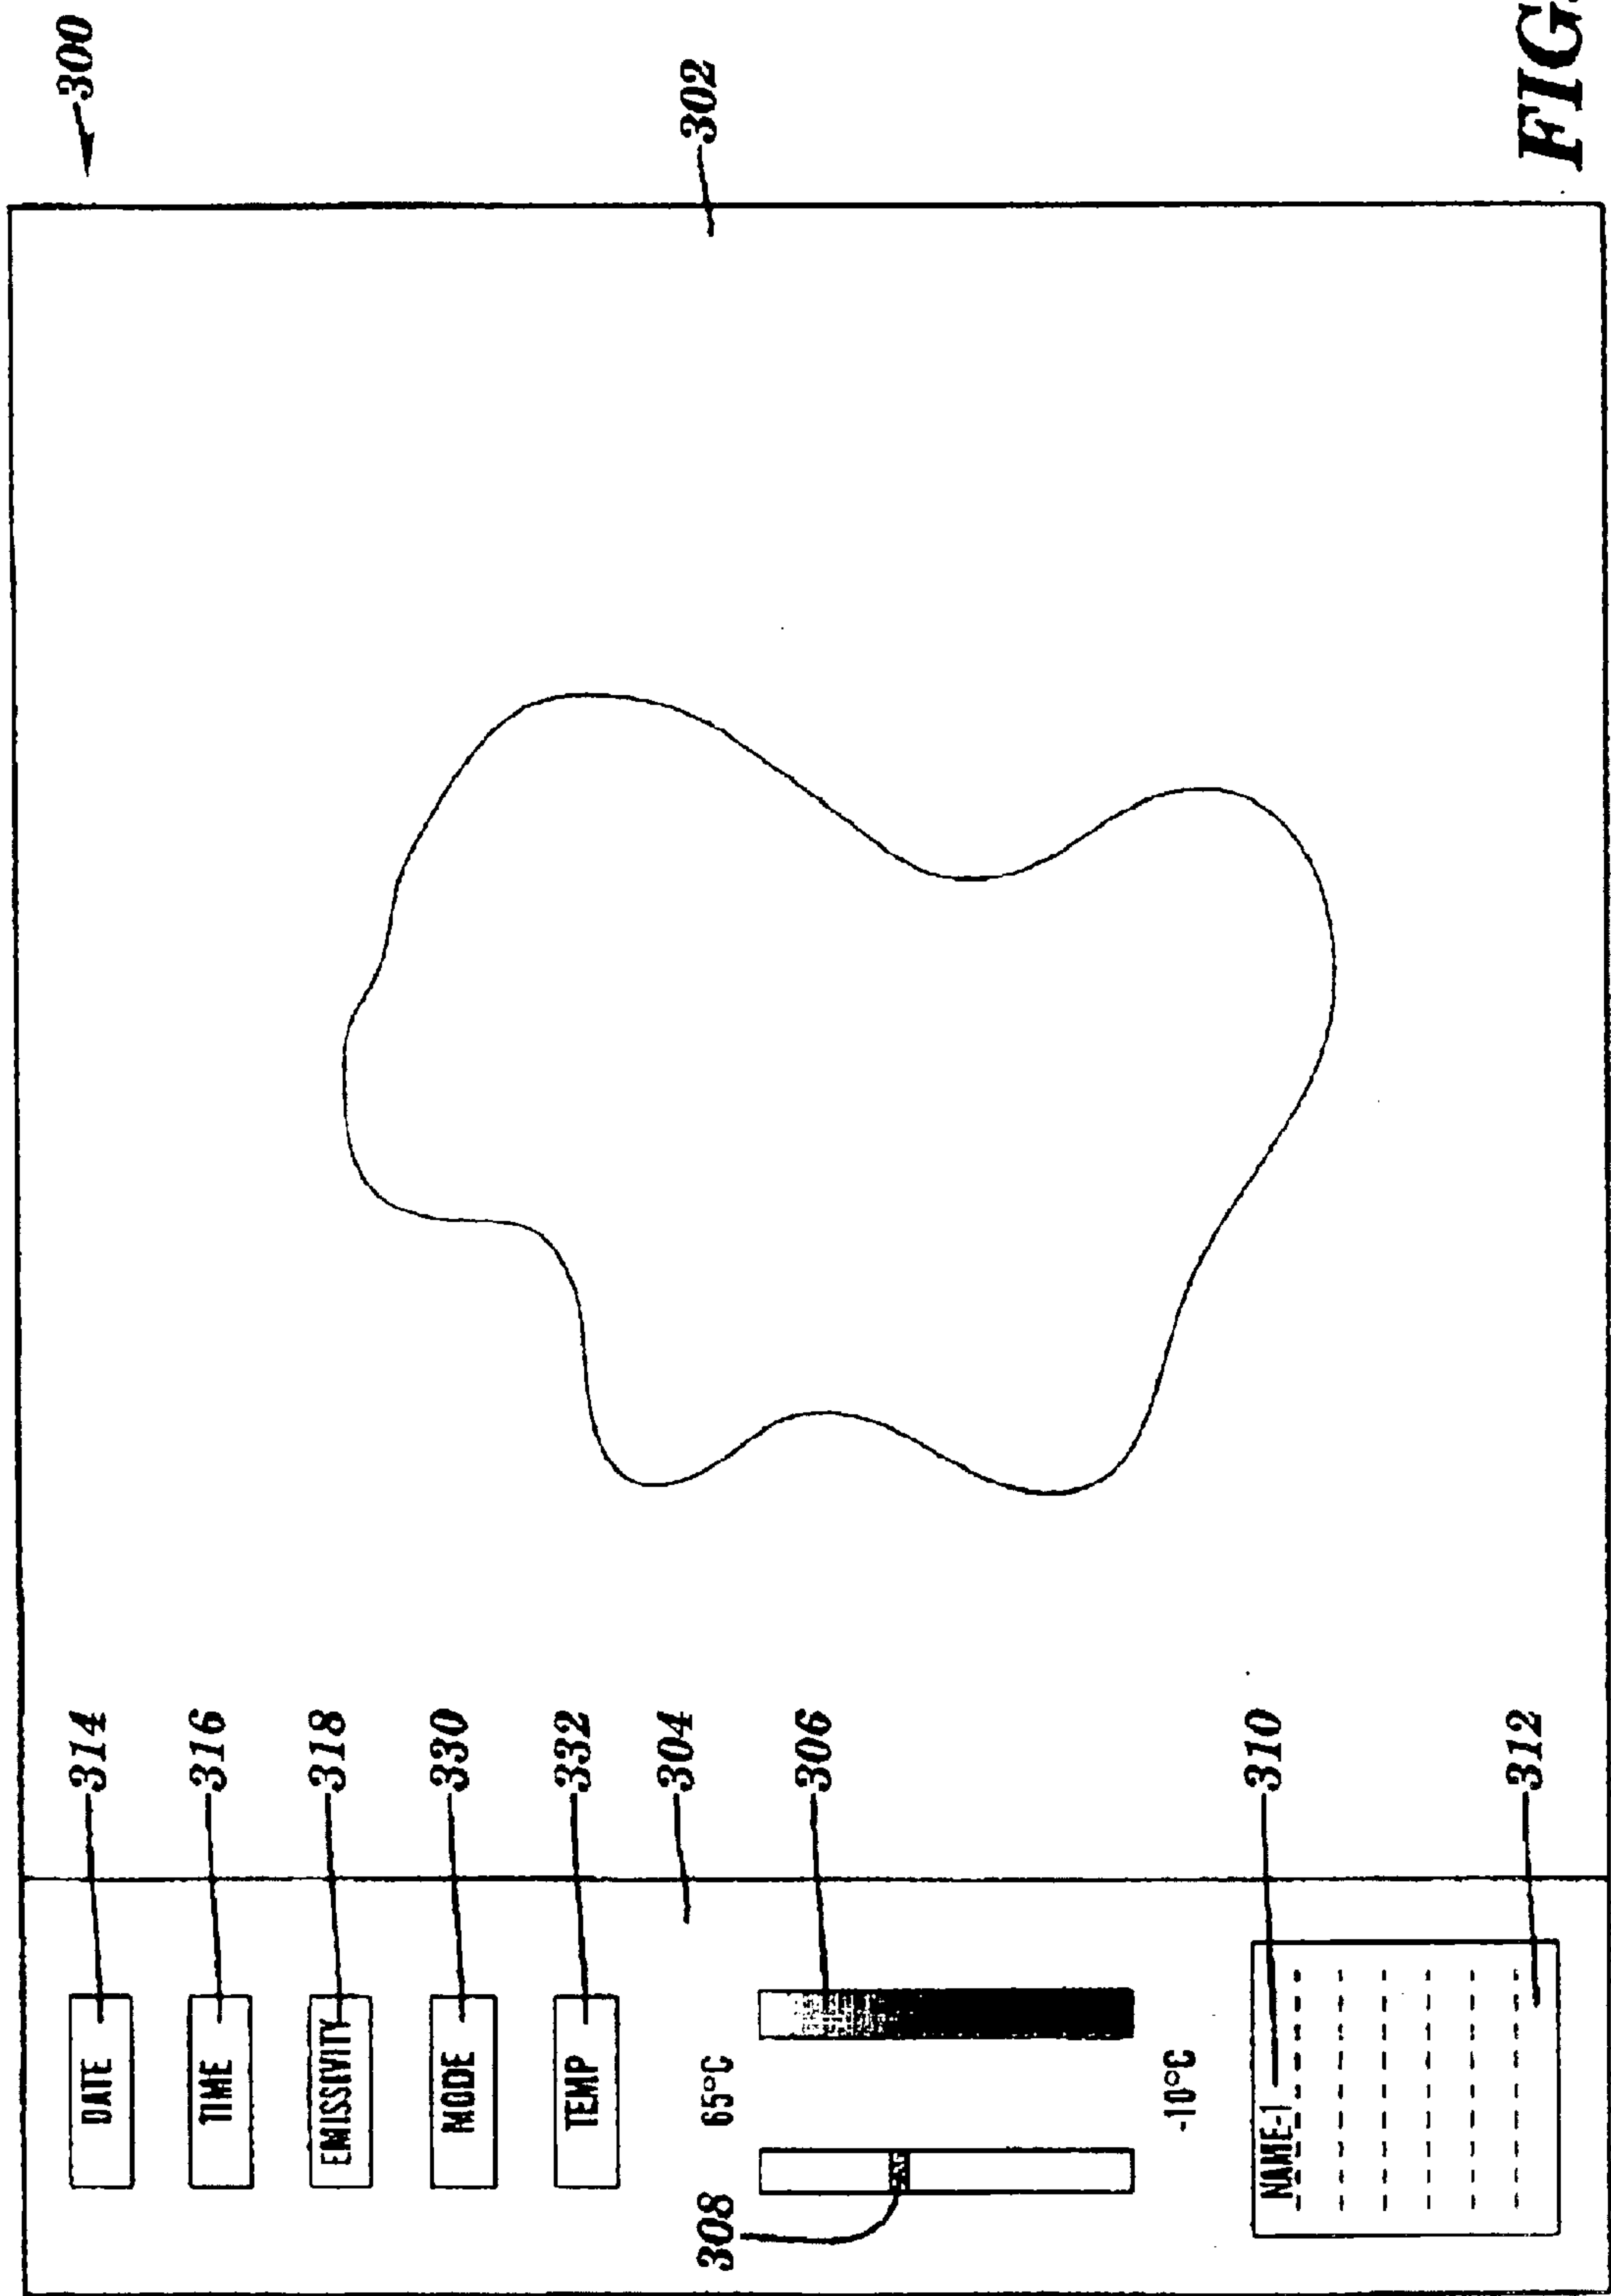 300
302
DATE
314
TIME
316
EMISSIVITY
318
MODE
330
TEMP
332
304
65°C
306
308
-10°C
NAME-1
310
312
FIG.